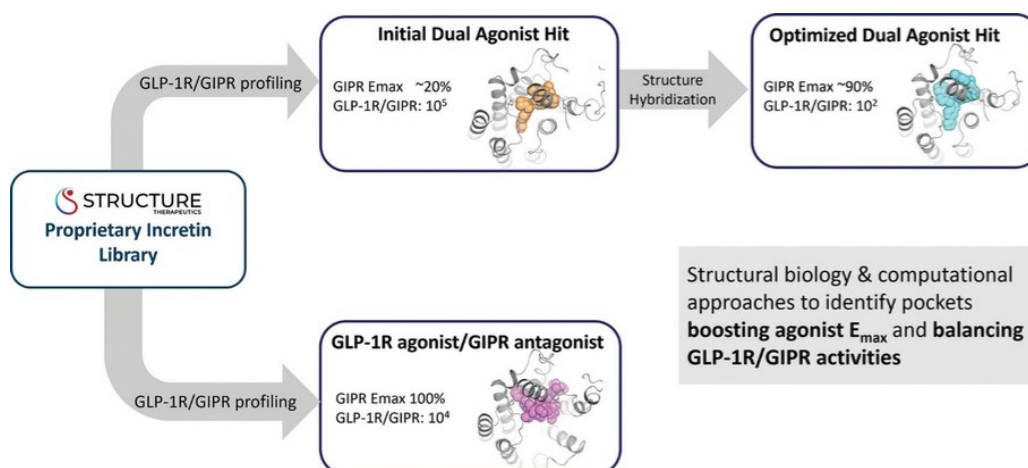 GLP-1R/GIPR profiling
Initial Dual Agonist Hit
GIPR Emax ~20%
GLP-1R/GIPR: 10⁵
Structure
Hybridization
Optimized Dual Agonist Hit
GIPR Emax ~90%
GLP-1R/GIPR: 10²
STRUCTURE
THERAPEUTICS
Proprietary Incretin
Library
GLP-1R/GIPR profiling
GLP-1R agonist/GIPR antagonist
GIPR Emax 100%
GLP-1R/GIPR: 10⁴
Structural biology & computational
approaches to identify pockets
boosting agonist Eₘₐₓ and balancing
GLP-1R/GIPR activities